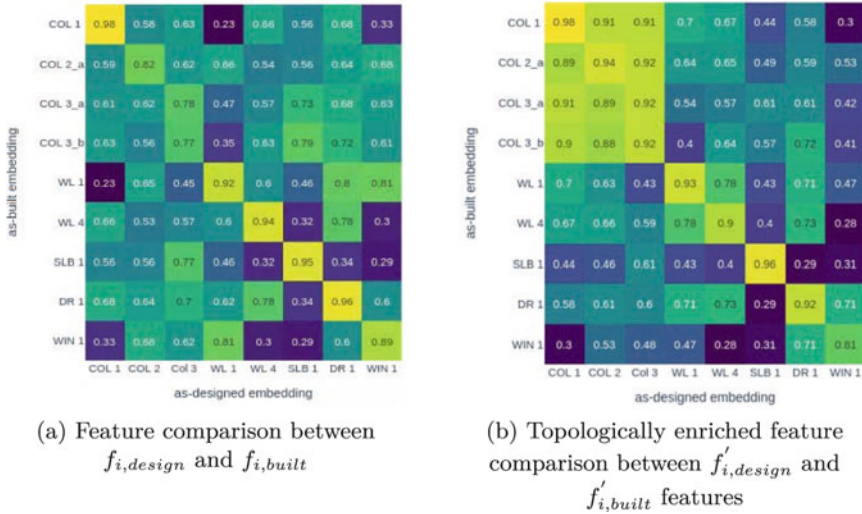 COL 1 0.98 0.58 0.63 0.23 0.66 0.56 0.68 0.33
COL 2_a 0.59 0.82 0.62 0.66 0.54 0.56 0.64 0.68
COL 3_a 0.61 0.62 0.78 0.47 0.57 0.73 0.68 0.63
COL 3_b 0.63 0.56 0.77 0.35 0.63 0.79 0.72 0.61
WL 1 0.23 0.65 0.45 0.92 0.6 0.46 0.6 0.81
WL 4 0.66 0.53 0.57 0.6 0.94 0.32 0.78 0.3
SLB 1 0.56 0.56 0.77 0.46 0.32 0.95 0.34 0.29
DR 1 0.68 0.64 0.7 0.62 0.78 0.34 0.96 0.6
WIN 1 0.33 0.68 0.62 0.81 0.3 0.29 0.6 0.89
COL 1 COL 2 Col 3 WL 1 WL 4 SLB 1 DR 1 WIN 1
as-designed embedding
as-built embedding
(a) Feature comparison between
f_{i,design} and f_{i,built}
COL 1 0.98 0.91 0.91 0.7 0.67 0.44 0.58 0.3
COL 2_a 0.89 0.94 0.92 0.64 0.65 0.49 0.59 0.53
COL 3_a 0.91 0.89 0.92 0.54 0.57 0.61 0.61 0.42
COL 3_b 0.9 0.88 0.92 0.4 0.64 0.57 0.72 0.41
WL 1 0.7 0.63 0.43 0.93 0.78 0.43 0.71 0.47
WL 4 0.67 0.66 0.59 0.78 0.9 0.4 0.73 0.28
SLB 1 0.44 0.46 0.61 0.43 0.4 0.96 0.29 0.31
DR 1 0.58 0.61 0.6 0.71 0.73 0.29 0.92 0.71
WIN 1 0.3 0.53 0.48 0.47 0.28 0.31 0.71 0.81
COL 1 COL 2 Col 3 WL 1 WL 4 SLB 1 DR 1 WIN 1
as-designed embedding
as-built embedding
(b) Topologically enriched feature
comparison between f'_{i,design} and
f'_{i,built} features